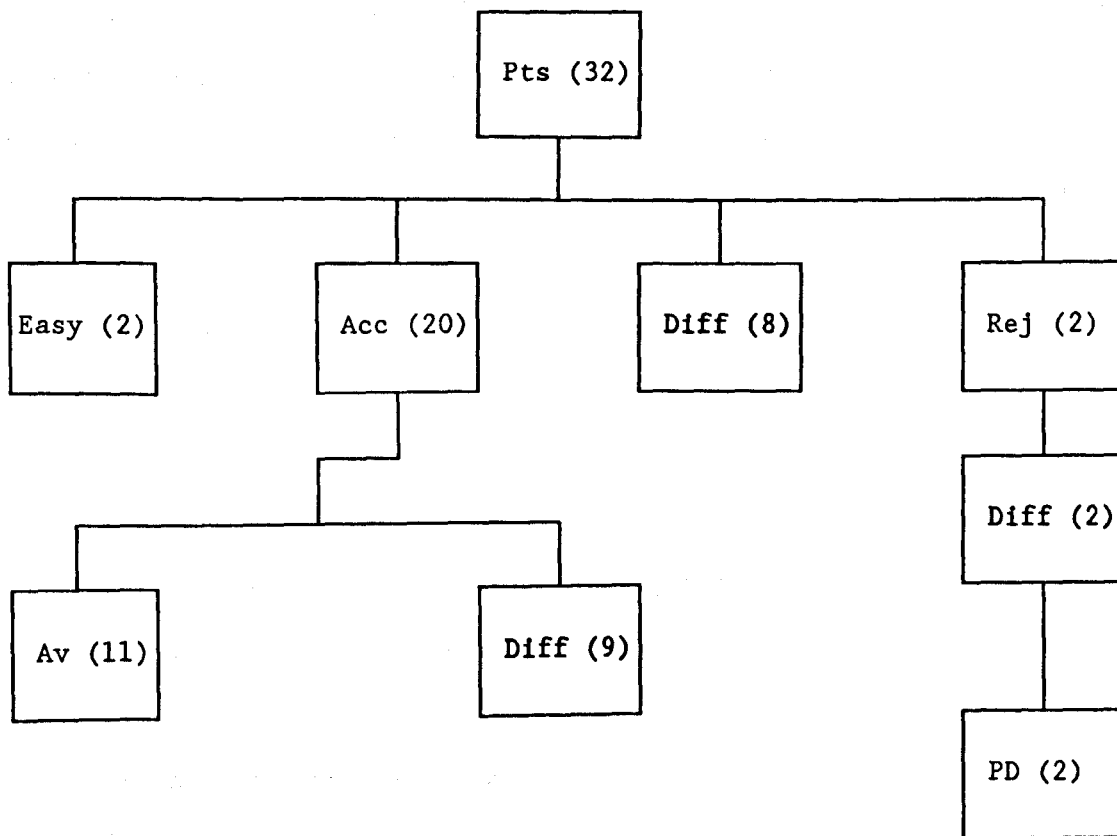 Pts (32)
Easy (2)
Acc (20)
Diff (8)
Rej (2)
Diff (2)
Av (11)
Diff (9)
PD (2)